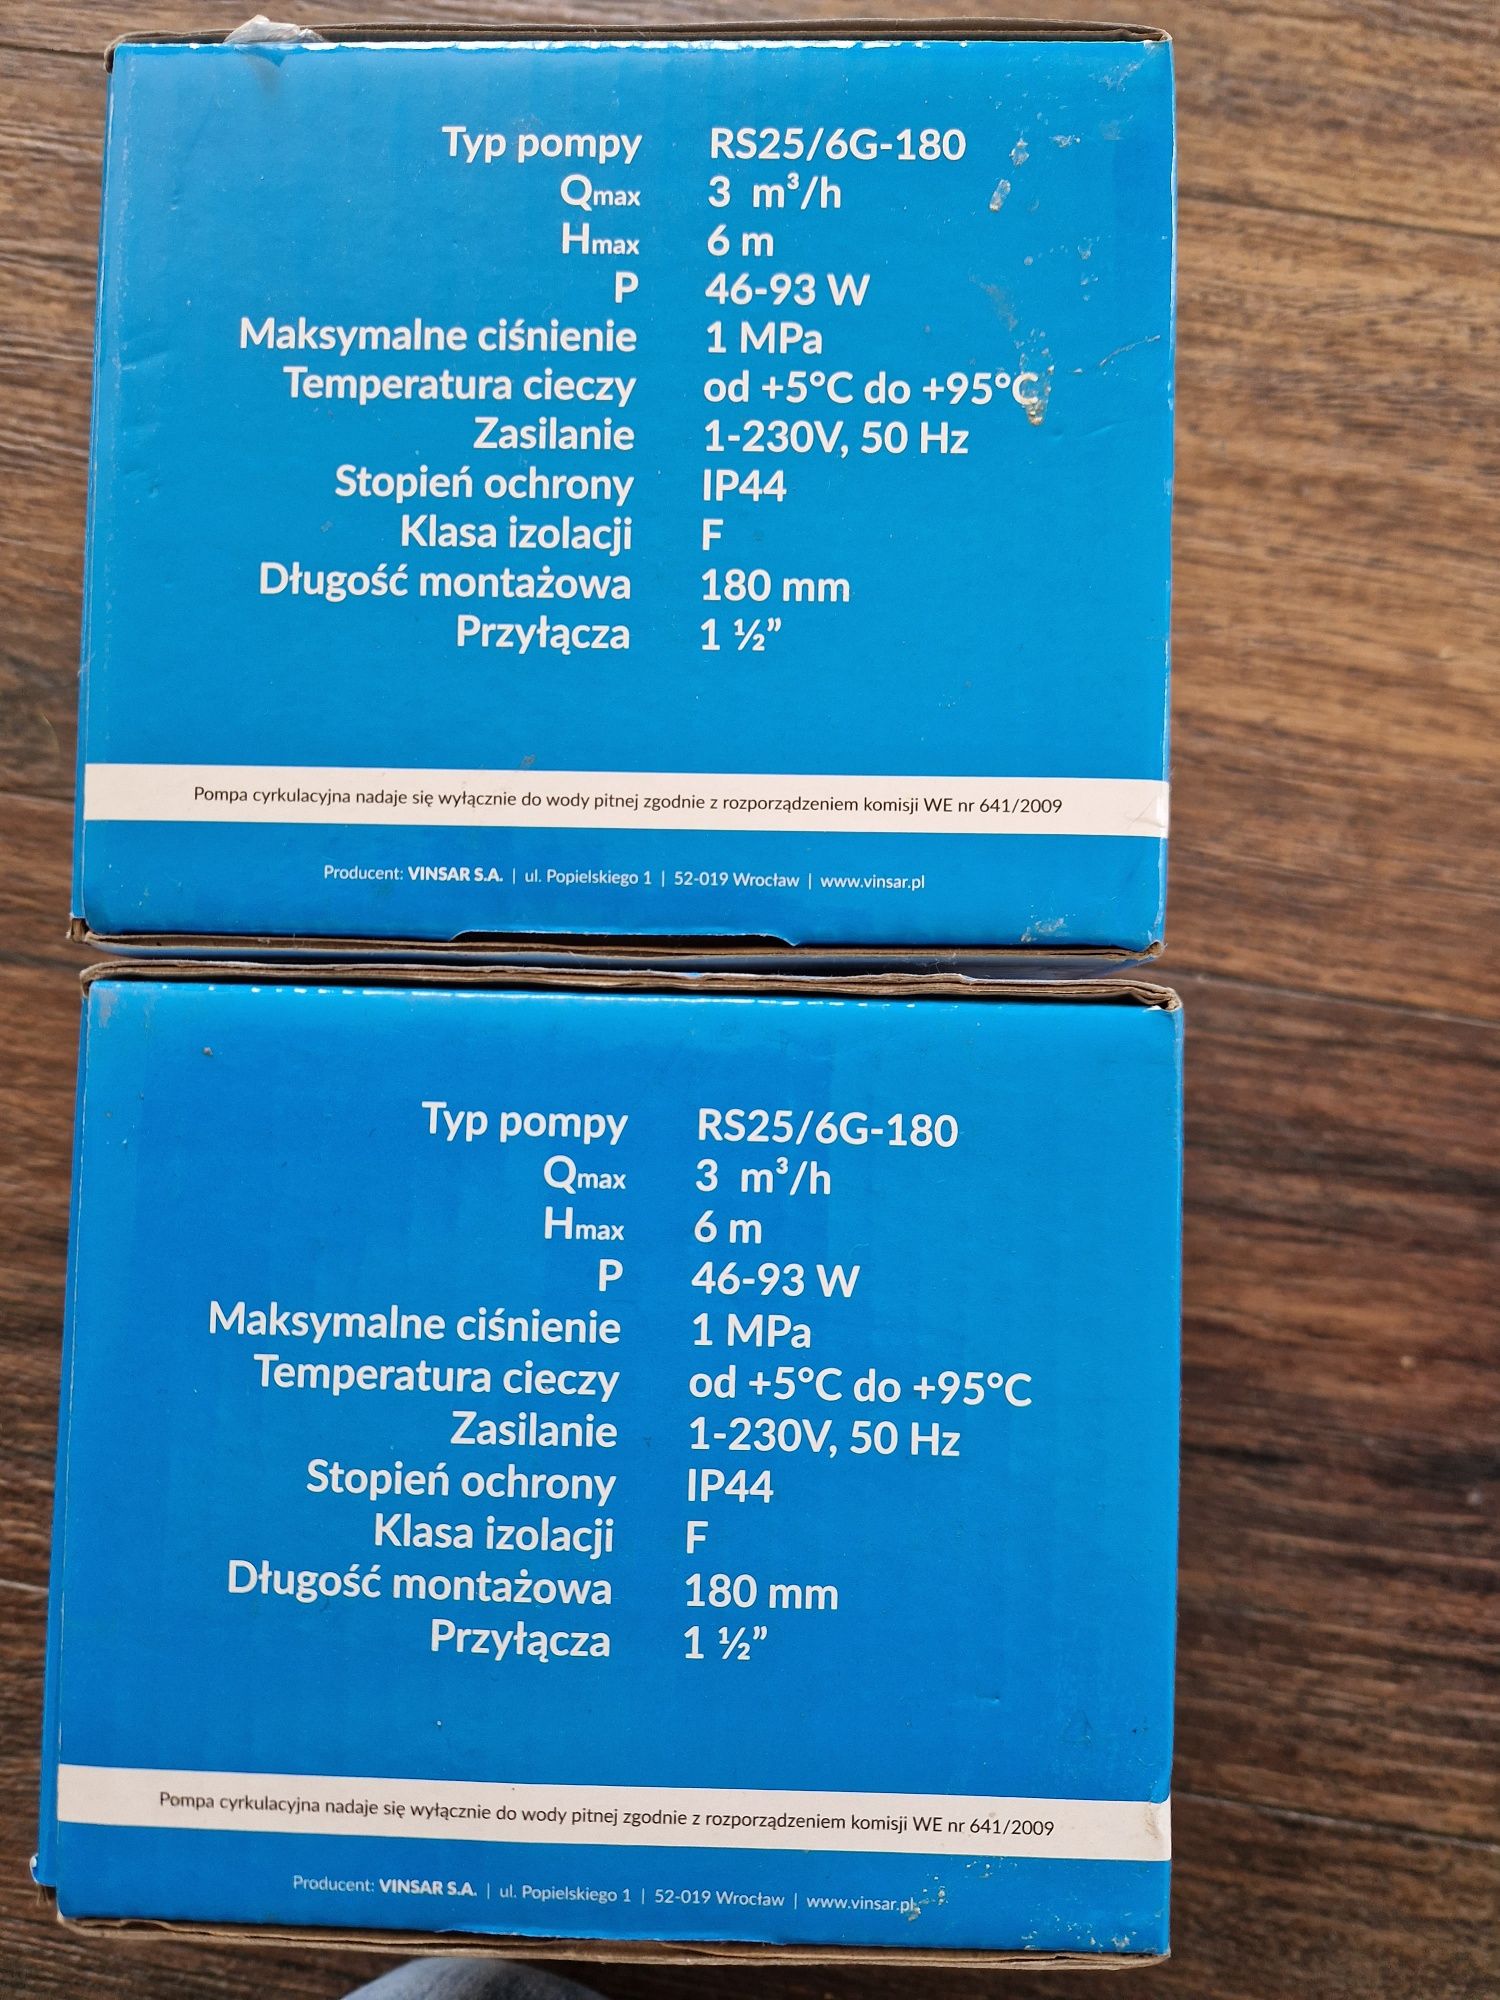 Typ pompy RS25/6G-180
Qmax 3 m³/h
Hmax 6 m
P 46-93 W
Maksymalne ciśnienie 1 MPa
Temperatura cieczy od +5°C do +95°C
Zasilanie 1-230V, 50 Hz
Stopień ochrony IP44
Klasa izolacji F
Długość montażowa 180 mm
Przyłącza 1 ½”
Pompa cyrkulacyjna nadaje się wyłącznie do wody pitnej zgodnie z rozporządzeniem komisji WE nr 641/2009
Producent: VINSAR S.A. | ul. Popielskiego 1 | 52-019 Wrocław | www.vinsar.pl
Typ pompy RS25/6G-180
Qmax 3 m³/h
Hmax 6 m
P 46-93 W
Maksymalne ciśnienie 1 MPa
Temperatura cieczy od +5°C do +95°C
Zasilanie 1-230V, 50 Hz
Stopień ochrony IP44
Klasa izolacji F
Długość montażowa 180 mm
Przyłącza 1 ½”
Pompa cyrkulacyjna nadaje się wyłącznie do wody pitnej zgodnie z rozporządzeniem komisji WE nr 641/2009
Producent: VINSAR S.A. | ul. Popielskiego 1 | 52-019 Wrocław | www.vinsar.pl